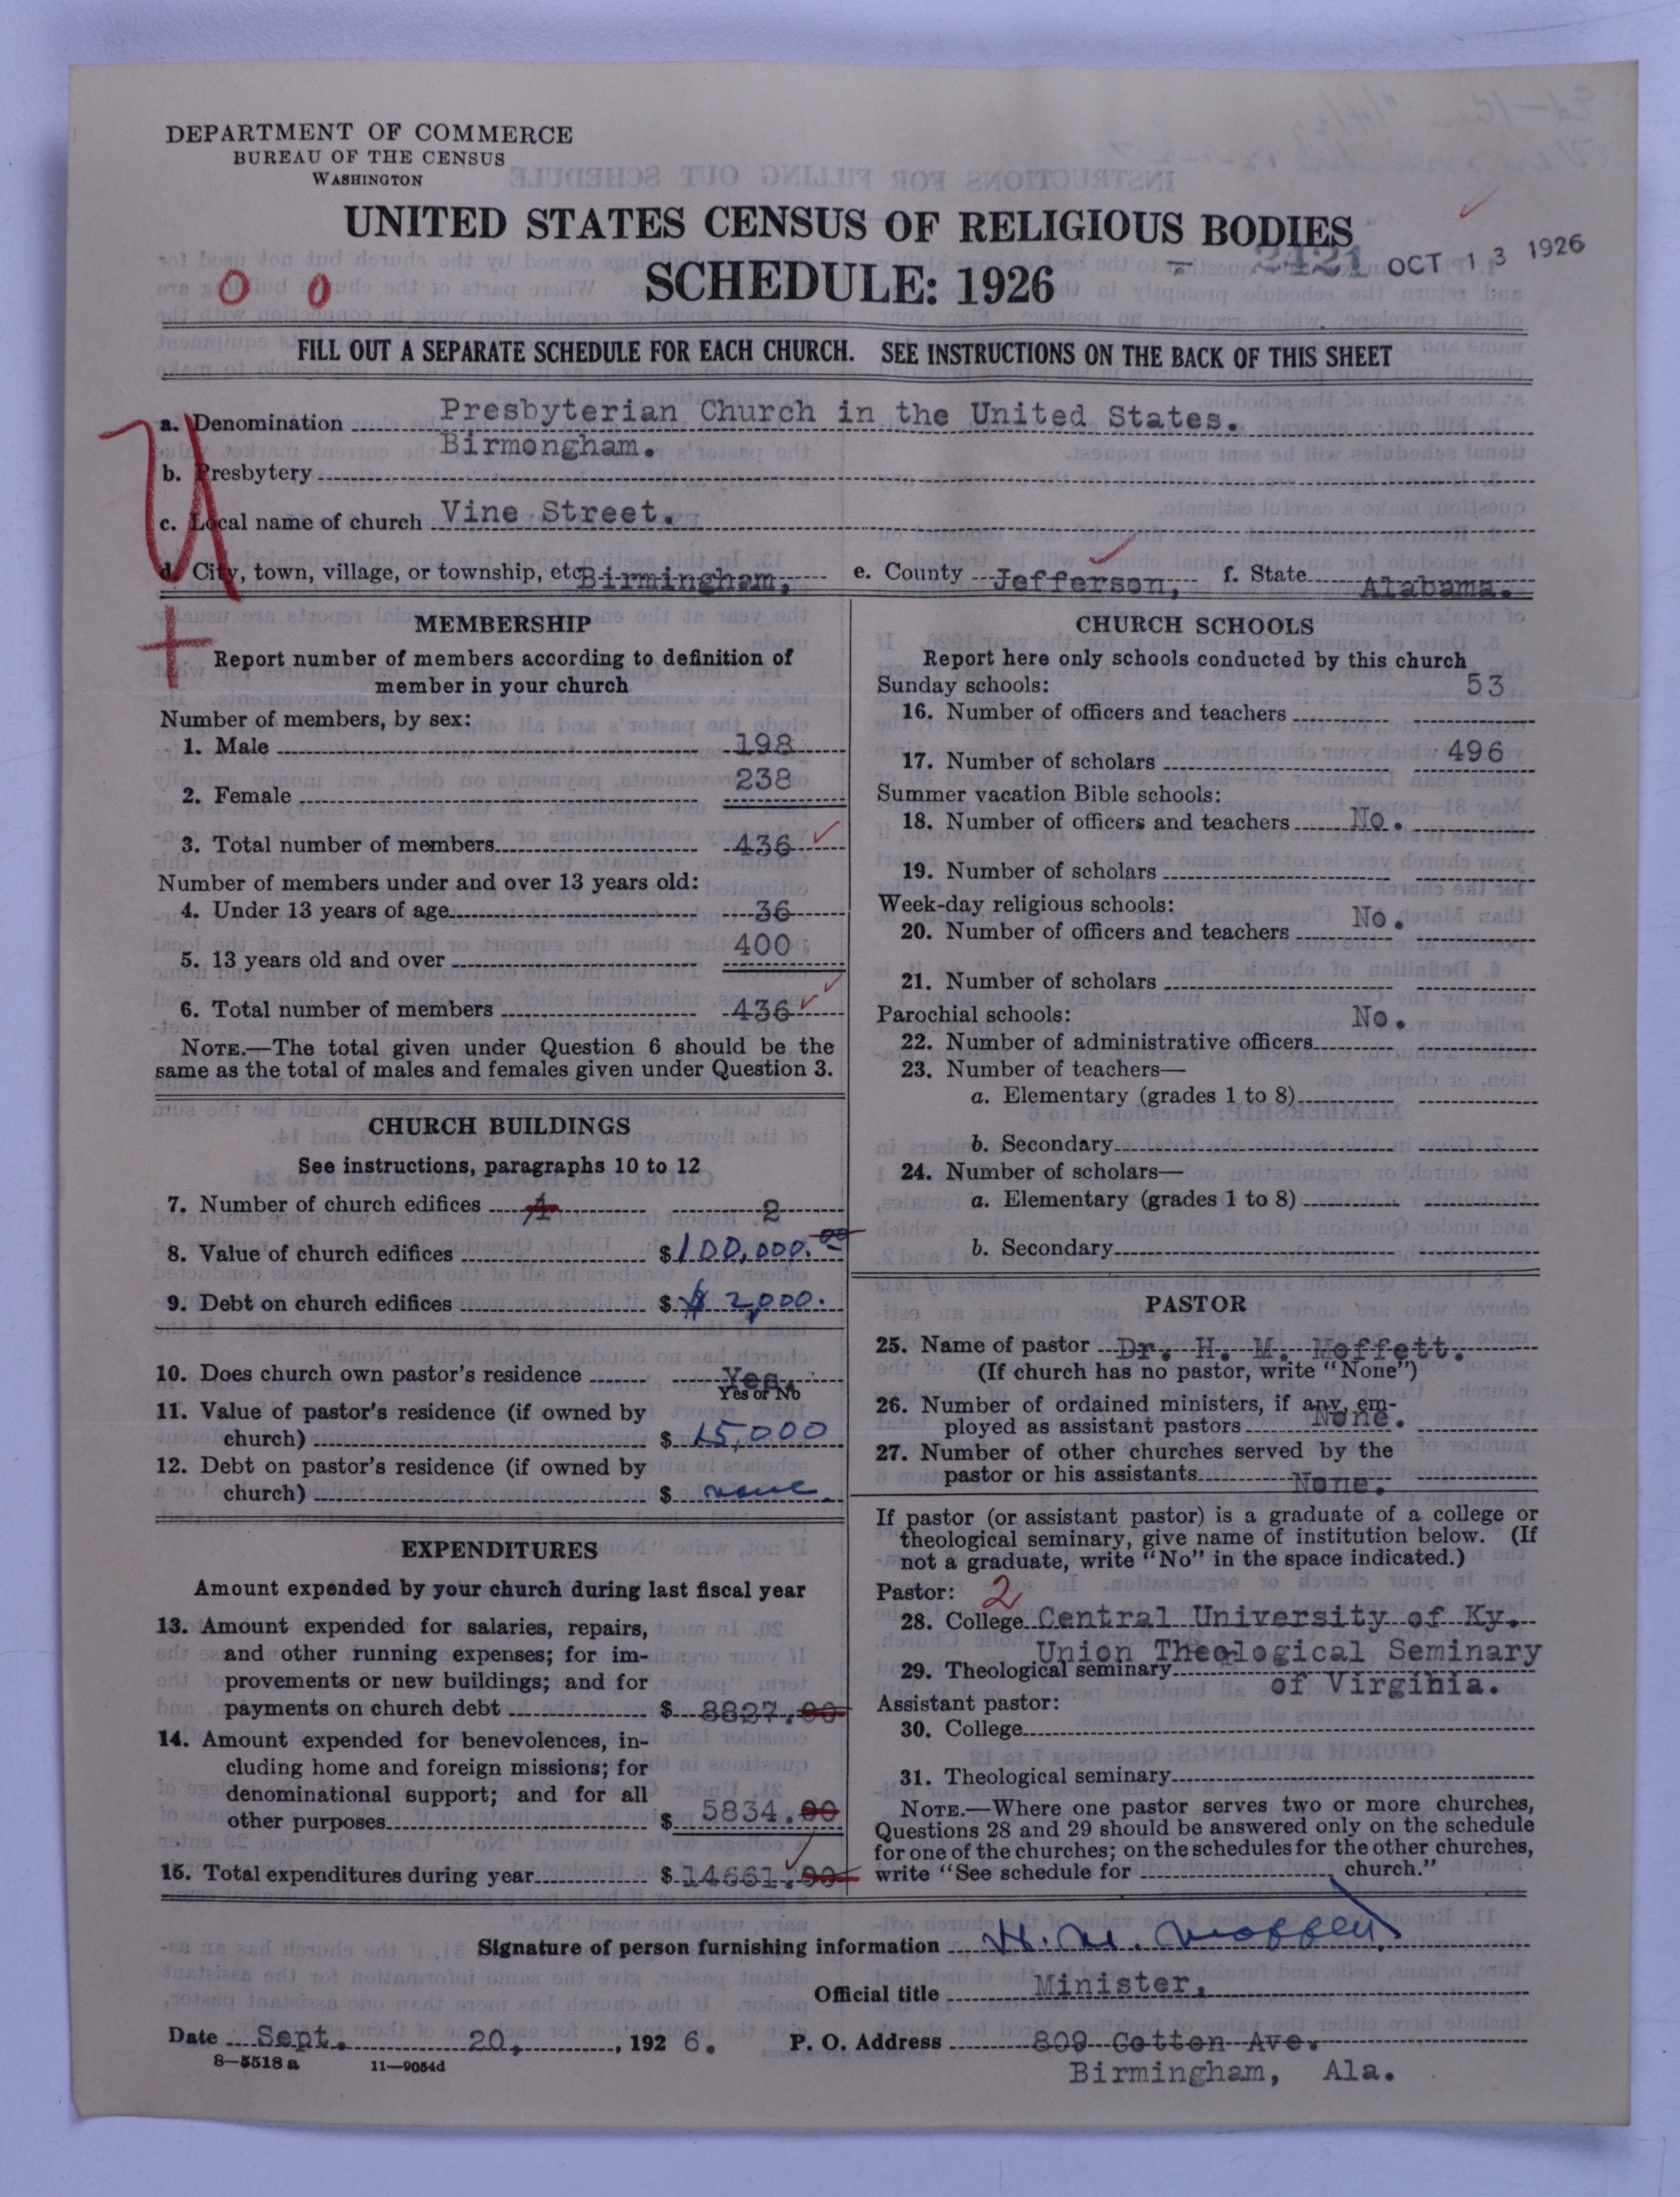 DEPARTMENT OF COMMERCE
BUREAU OF THE CENSUS
WASHINGTON
UNITED STATES CENSUS OF RELIGIOUS BODIES
SCHEDULE: 1926
2421 OCT 13 1926
0 0
FILL OUT A SEPARATE SCHEDULE FOR EACH CHURCH. SEE INSTRUCTIONS ON THE BACK OF THIS SHEET
U
a. Denomination Presbyterian Church in the United States.
b. Presbytery Birmongham.
c. Local name of church Vine Street.
d. City, town, village, or township, etc. Birmingham, e. County Jefferson, f. State Alabama.
MEMBERSHIP
Report number of members according to definition of
member in your church
Number of members, by sex:
1. Male 198
2. Female 238
3. Total number of members 436
Number of members under and over 13 years old:
4. Under 13 years of age 36
5. 13 years old and over 400
6. Total number of members 436
NOTE.—The total given under Question 6 should be the
same as the total of males and females given under Question 3.
CHURCH BUILDINGS
See instructions, paragraphs 10 to 12
7. Number of church edifices 2
8. Value of church edifices $100,000.00
9. Debt on church edifices $ $2,000.
10. Does church own pastor's residence Yes.
Yes or No
11. Value of pastor's residence (if owned by
church) $ 15,000
12. Debt on pastor's residence (if owned by
church) $ none
EXPENDITURES
Amount expended by your church during last fiscal year
13. Amount expended for salaries, repairs,
and other running expenses; for im-
provements or new buildings; and for
payments on church debt $ 8827.00
14. Amount expended for benevolences, in-
cluding home and foreign missions; for
denominational support; and for all
other purposes $ 5834.00
15. Total expenditures during year $ 14661.00
CHURCH SCHOOLS
Report here only schools conducted by this church
Sunday schools:
16. Number of officers and teachers 53
17. Number of scholars 496
Summer vacation Bible schools:
18. Number of officers and teachers No.
19. Number of scholars
Week-day religious schools:
20. Number of officers and teachers No.
21. Number of scholars
Parochial schools: No.
22. Number of administrative officers
23. Number of teachers—
a. Elementary (grades 1 to 8)
b. Secondary
24. Number of scholars—
a. Elementary (grades 1 to 8)
b. Secondary
PASTOR
25. Name of pastor Dr. H. M. Moffett.
(If church has no pastor, write "None")
26. Number of ordained ministers, if any, em-
ployed as assistant pastors None.
27. Number of other churches served by the
pastor or his assistants None.
If pastor (or assistant pastor) is a graduate of a college or
theological seminary, give name of institution below. (If
not a graduate, write "No" in the space indicated.)
Pastor: 2
28. College Central University of Ky.
29. Theological seminary Union Theological Seminary
of Virginia.
Assistant pastor:
30. College
31. Theological seminary
NOTE.—Where one pastor serves two or more churches,
Questions 28 and 29 should be answered only on the schedule
for one of the churches; on the schedules for the other churches,
write "See schedule for church."
Signature of person furnishing information H. M. Moffett
Official title Minister,
Date Sept. 20, 1926. P. O. Address 809 Cotton Ave.
8—5518a 11—9054d Birmingham, Ala.